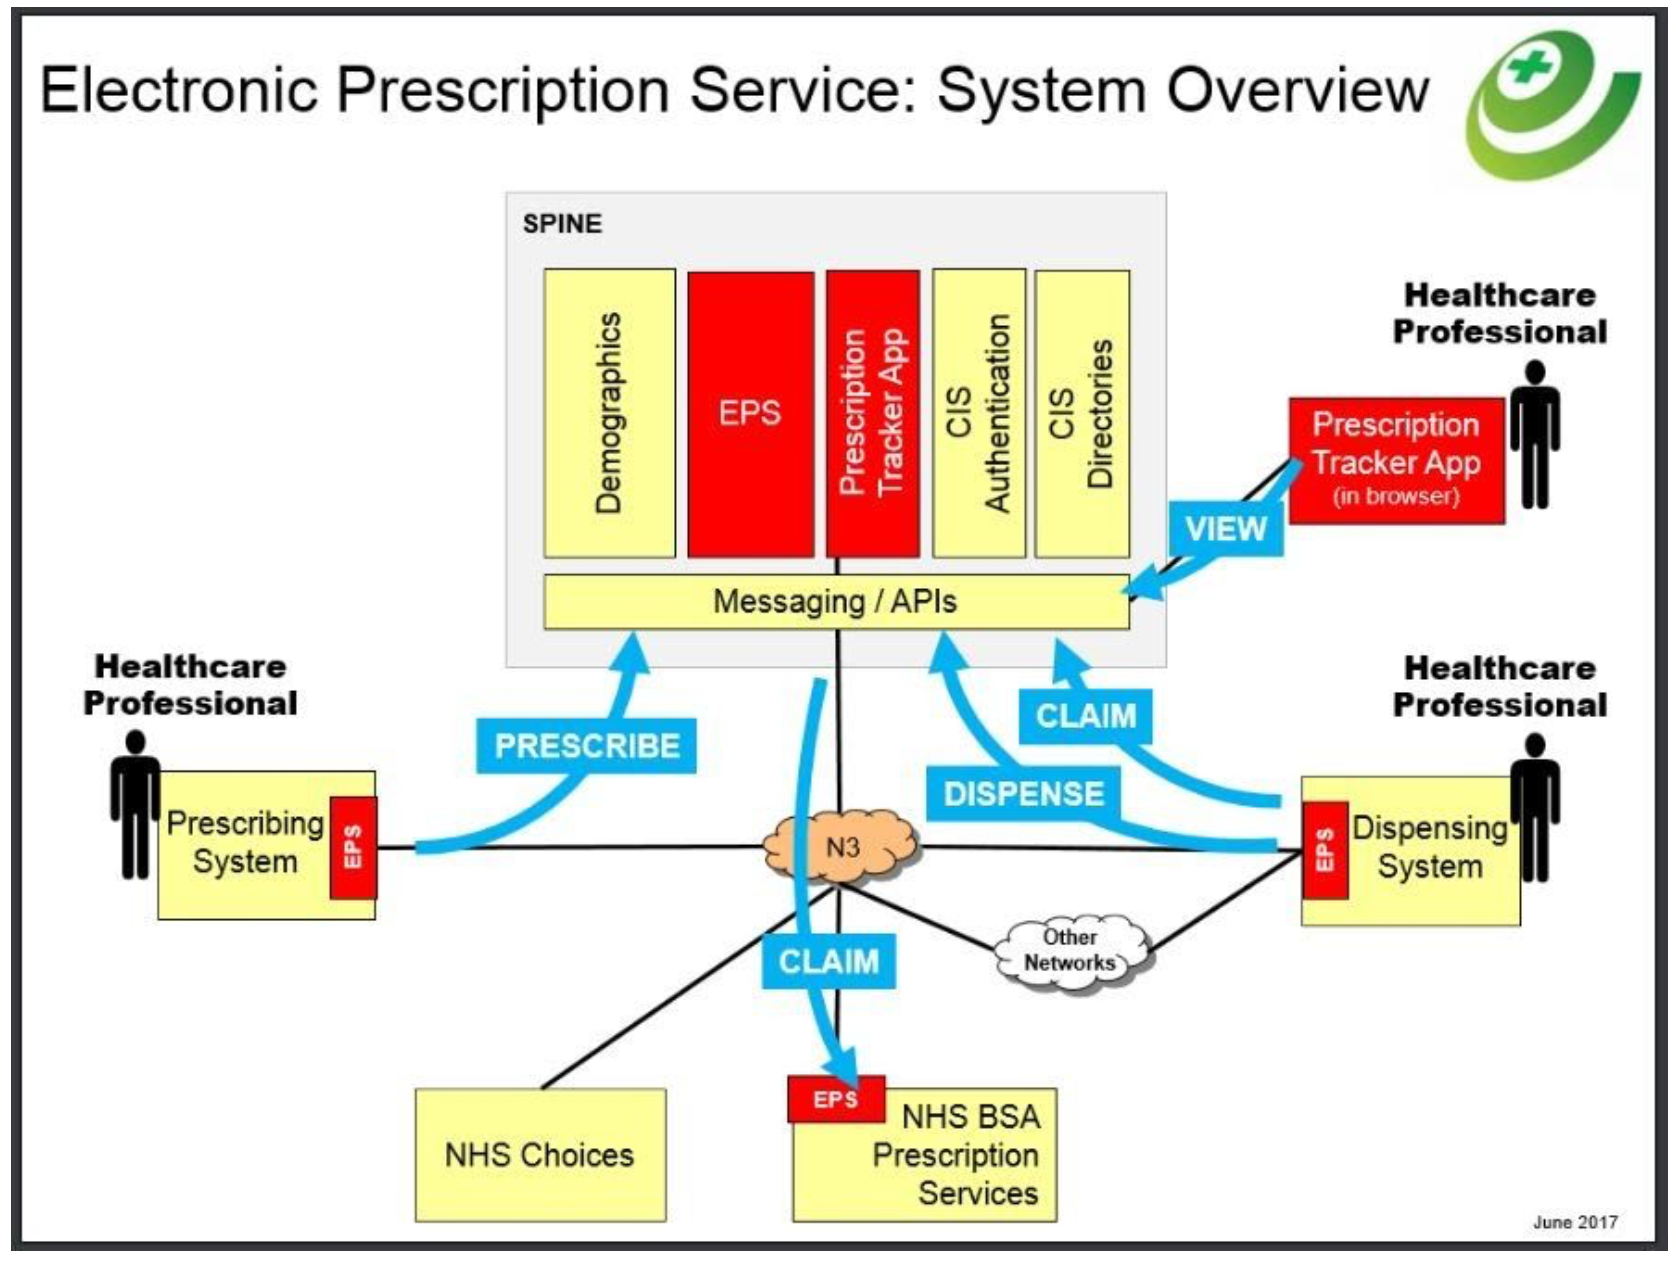 Electronic Prescription Service: System Overview
SPINE
Demographics
EPS
Prescription
Tracker App
CIS
Authentication
CIS
Directories
Messaging / APIs
Healthcare
Professional
Prescription
Tracker App
(in browser)
VIEW
Healthcare
Professional
Prescribing
System
EPS
PRESCRIBE
CLAIM
DISPENSE
Healthcare
Professional
EPS
Dispensing
System
N3
Other
Networks
CLAIM
NHS Choices
EPS
NHS BSA
Prescription
Services
June 2017